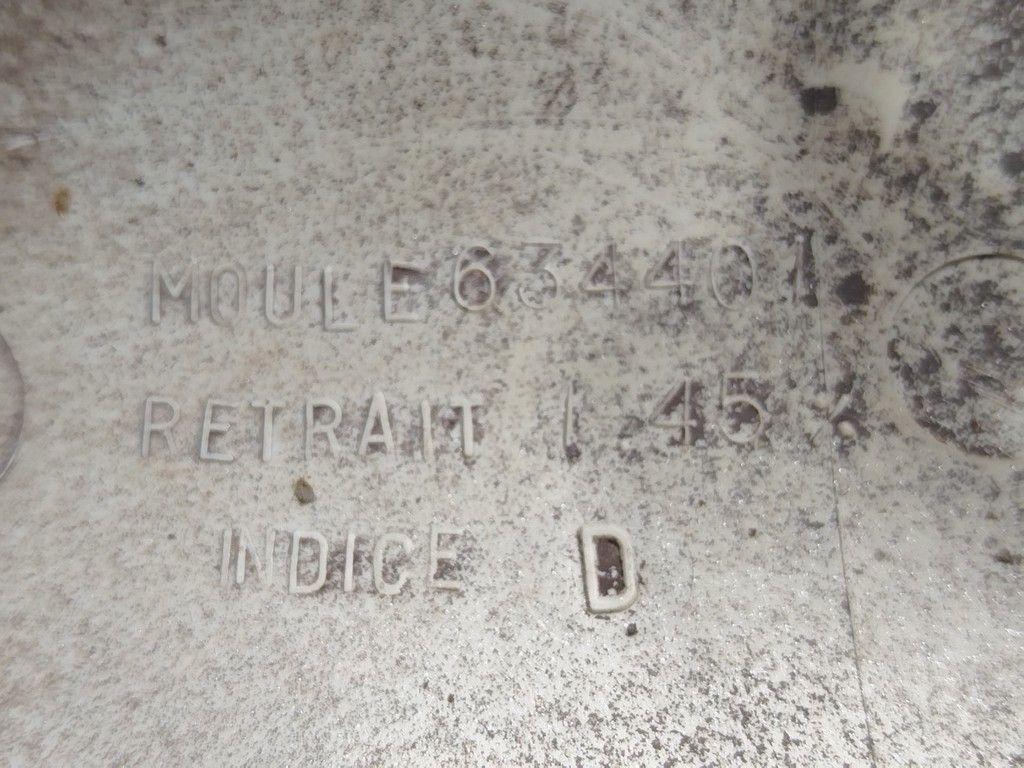 MOULE 634401
RETRAIT 1 45 %
INDICE D